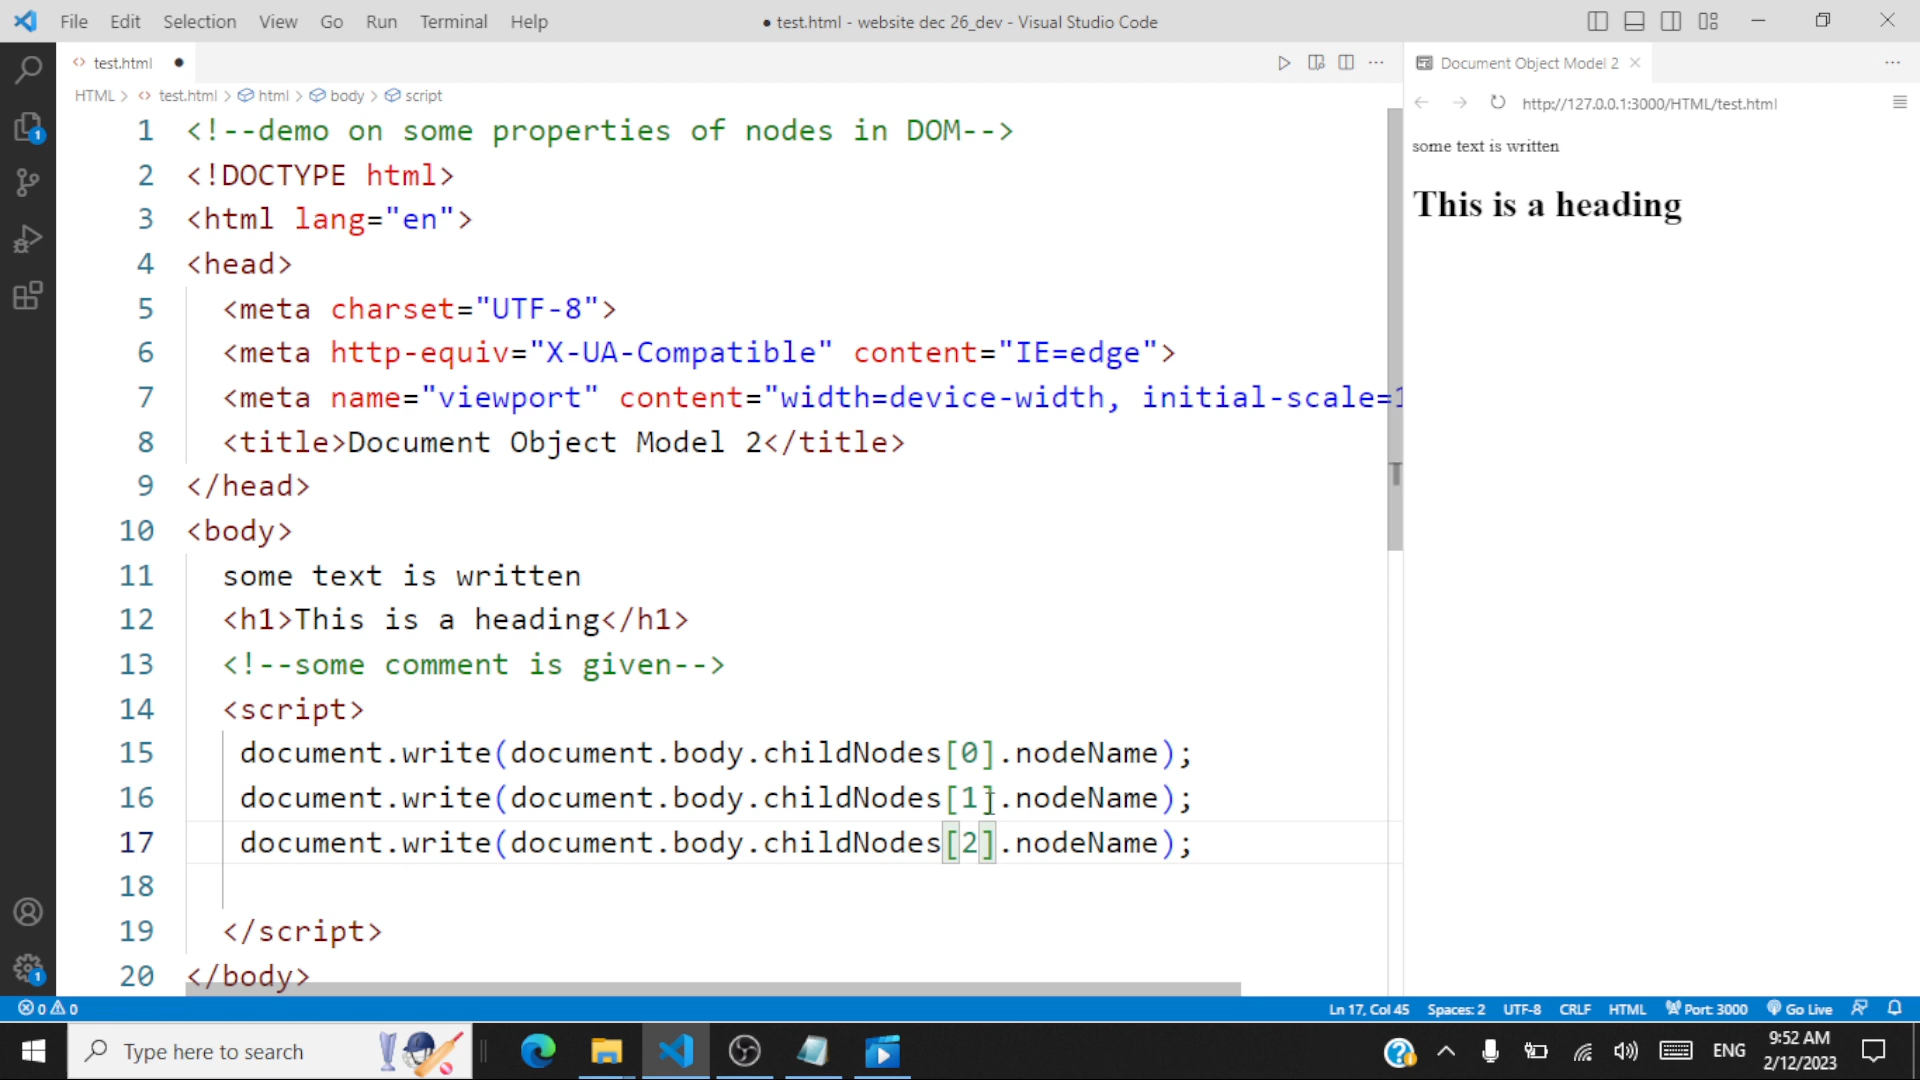 File Edit Selection View Go Run Terminal Help
● test.html - website dec 26_dev - Visual Studio Code
<> test.html ●
Document Object Model 2
HTML > <> test.html > html > body > script
http://127.0.0.1:3000/HTML/test.html
1 <!--demo on some properties of nodes in DOM-->
2 <!DOCTYPE html>
3 <html lang="en">
4 <head>
5 <meta charset="UTF-8">
6 <meta http-equiv="X-UA-Compatible" content="IE=edge">
7 <meta name="viewport" content="width=device-width, initial-scale=1
8 <title>Document Object Model 2</title>
9 </head>
10 <body>
11 some text is written
12 <h1>This is a heading</h1>
13 <!--some comment is given-->
14 <script>
15 document.write(document.body.childNodes[0].nodeName);
16 document.write(document.body.childNodes[1].nodeName);
17 document.write(document.body.childNodes[2].nodeName);
18
19 </script>
20 </body>
some text is written
This is a heading
1
1
0 0
Ln 17, Col 45 Spaces: 2 UTF-8 CRLF HTML Port: 3000 Go Live
Type here to search
ENG
9:52 AM
2/12/2023